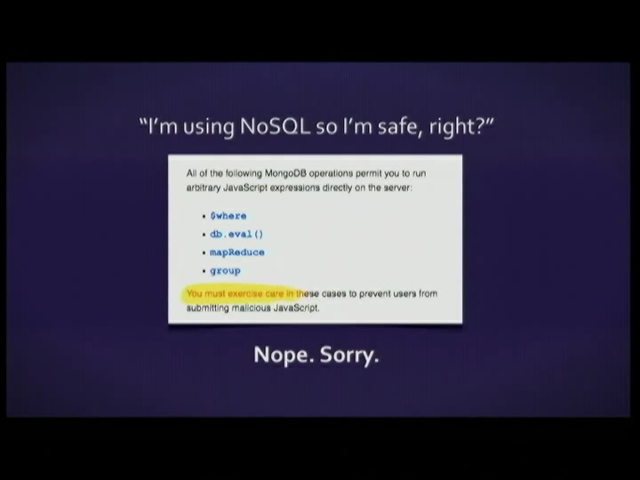 “I’m using NoSQL so I’m safe, right?”
All of the following MongoDB operations permit you to run
arbitrary JavaScript expressions directly on the server:
• $where
• db.eval()
• mapReduce
• group
You must exercise care in these cases to prevent users from
submitting malicious JavaScript.
Nope. Sorry.